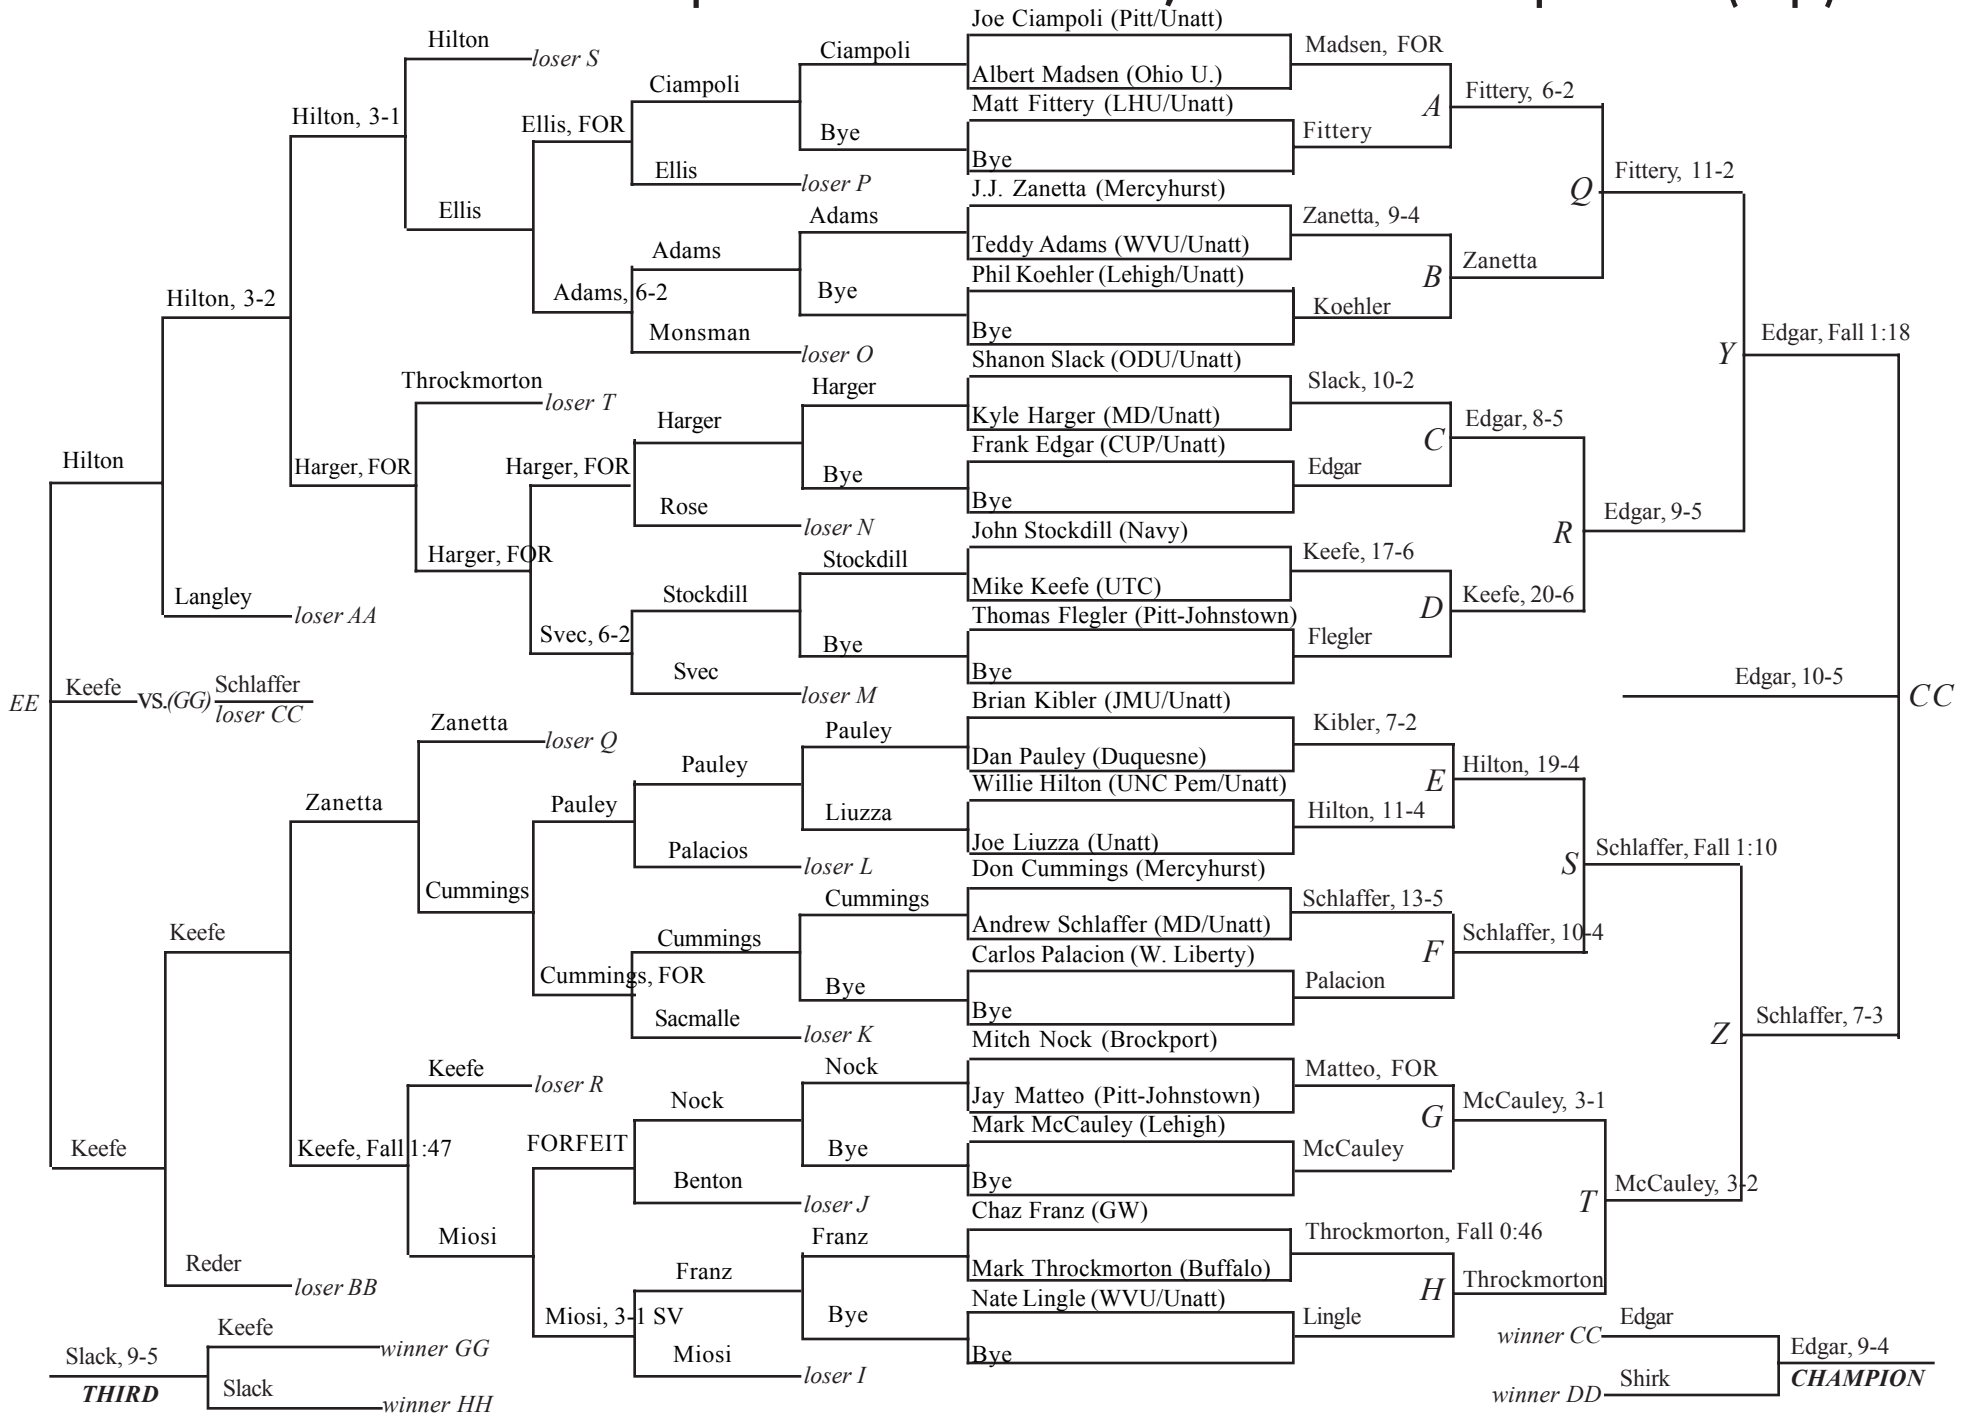 Joe Ciampoli (Pitt/Unatt)
Hilton
loser S
Ciampoli
Madsen, FOR
Albert Madsen (Ohio U.)
Ciampoli
Fittery, 6-2
Matt Fittery (LHU/Unatt)
A
Hilton, 3-1
Ellis, FOR
Bye
Fittery
Bye
Ellis
loser P
Fittery, 11-2
J.J. Zanetta (Mercyhurst)
Q
Ellis
Adams
Zanetta, 9-4
Teddy Adams (WVU/Unatt)
Adams
Zanetta
Phil Koehler (Lehigh/Unatt)
B
Hilton, 3-2
Adams, 6-2
Bye
Koehler
Monsman
Bye
Edgar, Fall 1:18
loser O
Shanon Slack (ODU/Unatt)
Y
Throckmorton
loser T
Harger
Slack, 10-2
Kyle Harger (MD/Unatt)
Harger
Edgar, 8-5
Frank Edgar (CUP/Unatt)
C
Hilton
Harger, FOR
Harger, FOR
Bye
Edgar
Rose
Bye
Edgar, 9-5
loser N
John Stockdill (Navy)
R
Harger, FOR
Stockdill
Keefe, 17-6
Mike Keefe (UTC)
Langley
loser AA
Stockdill
Keefe, 20-6
Thomas Flegler (Pitt-Johnstown)
D
Svec, 6-2
Bye
Flegler
Svec
Bye
Edgar, 10-5
EE
Keefe
VS.
(GG)
Schlaffer
loser CC
loser M
Brian Kibler (JMU/Unatt)
CC
Zanetta
loser Q
Pauley
Kibler, 7-2
Dan Pauley (Duquesne)
Pauley
Hilton, 19-4
Willie Hilton (UNC Pem/Unatt)
E
Zanetta
Pauley
Liuzza
Hilton, 11-4
Joe Liuzza (Unatt)
Palacios
loser L
Schlaffer, Fall 1:10
Don Cummings (Mercyhurst)
S
Cummings
Cummings
Schlaffer, 13-5
Andrew Schlaffer (MD/Unatt)
Keefe
Cummings
Schlaffer, 10-4
Carlos Palacion (W. Liberty)
F
Cummings, FOR
Bye
Palacion
Bye
Sacmalle
loser K
Schlaffer, 7-3
Mitch Nock (Brockport)
Z
Keefe
loser R
Nock
Matteo, FOR
Jay Matteo (Pitt-Johnstown)
Nock
McCauley, 3-1
Mark McCauley (Lehigh)
G
Keefe
Keefe, Fall 1:47
FORFEIT
Bye
McCauley
Bye
Benton
loser J
McCauley, 3-2
Chaz Franz (GW)
T
Miosi
Franz
Throckmorton, Fall 0:46
Mark Throckmorton (Buffalo)
Reder
loser BB
Franz
Throckmorton
Nate Lingle (WVU/Unatt)
H
Miosi, 3-1 SV
Bye
Lingle
Bye
Miosi
loser I
Keefe
winner GG
Slack, 9-5
THIRD
Slack
winner HH
winner CC
Edgar
Edgar, 9-4
CHAMPION
winner DD
Shirk